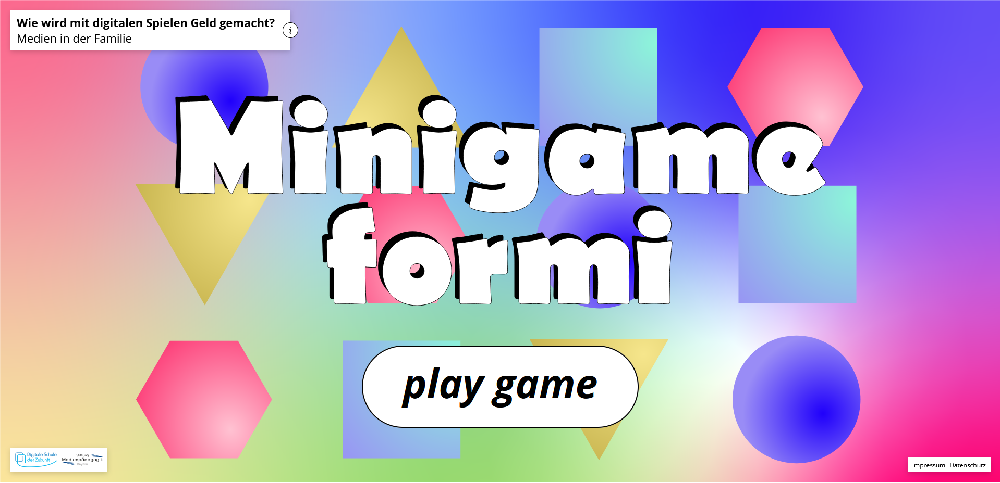 Wie wird mit digitalen Spielen Geld gemacht?
Medien in der Familie
i
Minigame
formi
play game
Digitale Schule
der Zukunft
Stiftung
Medienpädagogik
Bayern
Impressum Datenschutz